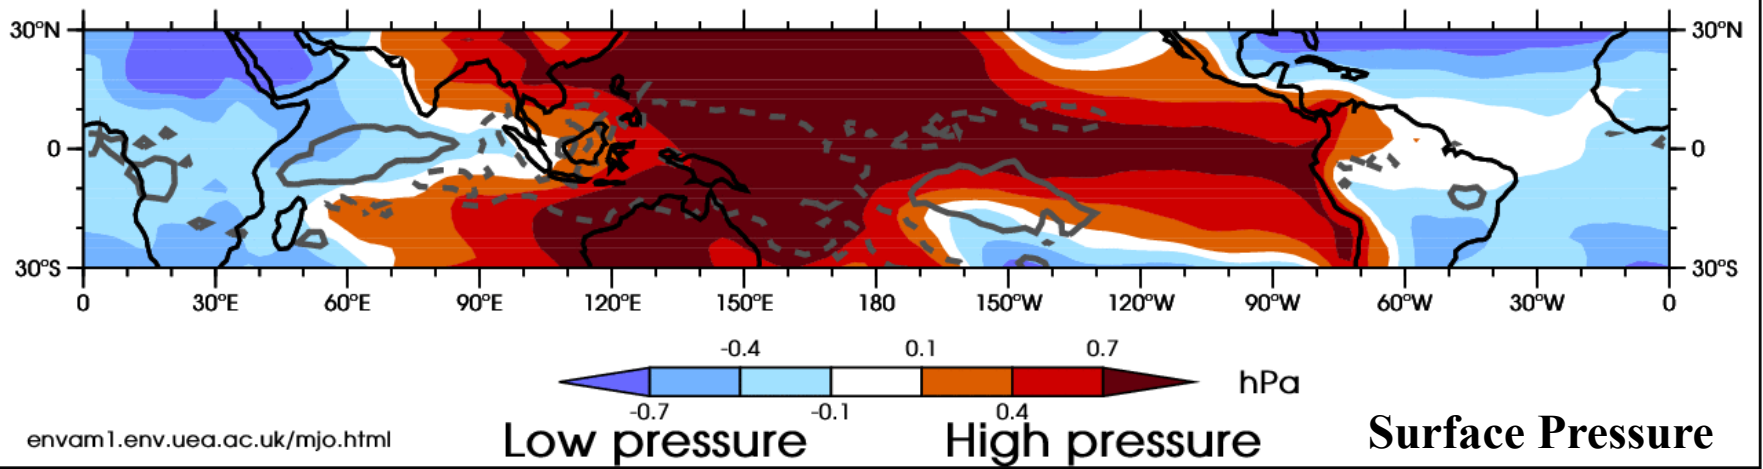 30°N 30°N
0 0
30°S 30°S
0 30°E 60°E 90°E 120°E 150°E 180 150°W 120°W 90°W 60°W 30°W 0
-0.4 0.1 0.7
hPa
-0.7 -0.1 0.4
envam1.env.uea.ac.uk/mjo.html Low pressure High pressure Surface Pressure